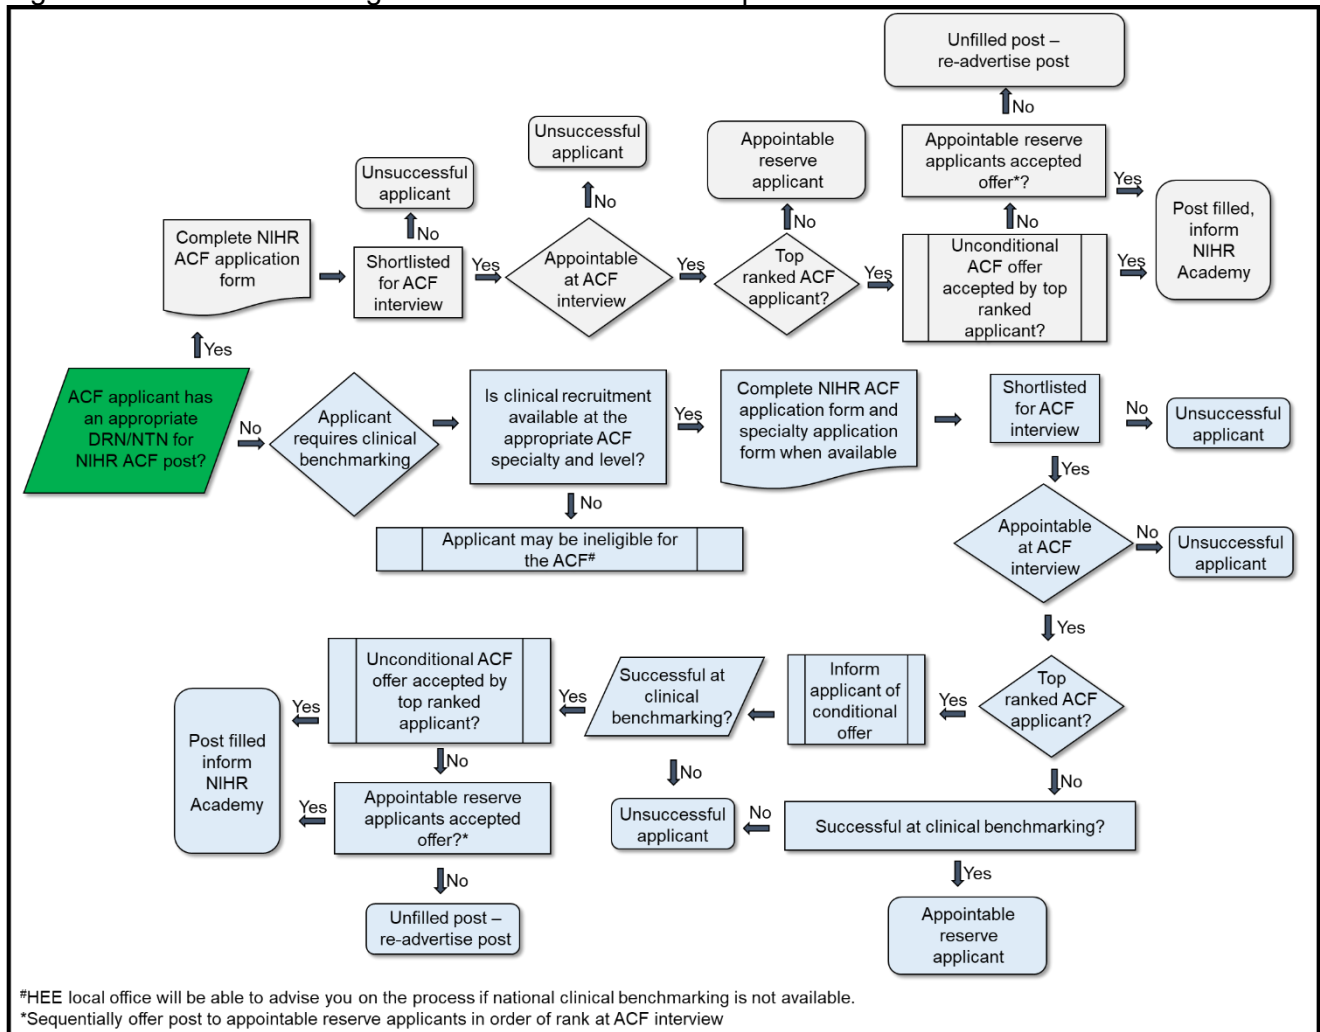 Unfilled post –
re-advertise post
No
Unsuccessful
applicant
Unsuccessful
applicant
Appointable
reserve
applicant
Appointable reserve
applicants accepted
offer*?
Yes
No
No
No
No
Complete NIHR
ACF application
form
Shortlisted
for ACF
interview
Yes
Appointable
at ACF
interview
Yes
Top
ranked ACF
applicant?
Yes
Unconditional
ACF offer
accepted by top
ranked
applicant?
Yes
Post filled,
inform
NIHR
Academy
Yes
ACF applicant has
an appropriate
DRN/NTN for
NIHR ACF post?
No
Applicant
requires clinical
benchmarking
Is clinical recruitment
available at the
appropriate ACF
specialty and level?
Yes
Complete NIHR ACF
application form and
specialty application
form when available
Shortlisted
for ACF
interview
No
Unsuccessful
applicant
No
Yes
Applicant may be ineligible for
the ACF#
Appointable
at ACF
interview
No
Unsuccessful
applicant
Yes
Top
ranked ACF
applicant?
Yes
Inform
applicant of
conditional
offer
Successful at
clinical
benchmarking?
Yes
Unconditional ACF
offer accepted by
top ranked
applicant?
Yes
Post filled
inform
NIHR
Academy
No
No
No
Appointable reserve
applicants accepted
offer?*
Yes
Unsuccessful
applicant
No
Successful at clinical benchmarking?
No
Yes
Unfilled post –
re-advertise post
Appointable
reserve
applicant
#HEE local office will be able to advise you on the process if national clinical benchmarking is not available.
*Sequentially offer post to appointable reserve applicants in order of rank at ACF interview